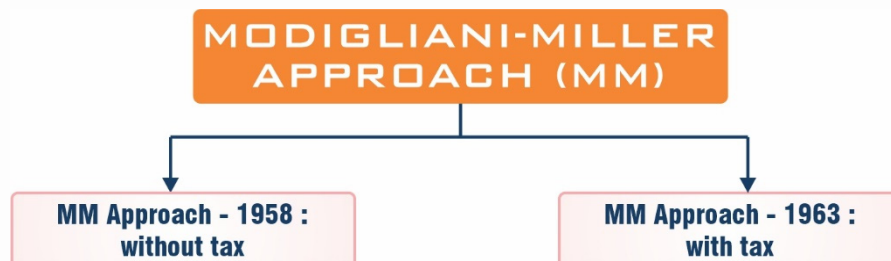 MODIGLIANI-MILLER
APPROACH (MM)
MM Approach - 1958 :
without tax
MM Approach - 1963 :
with tax